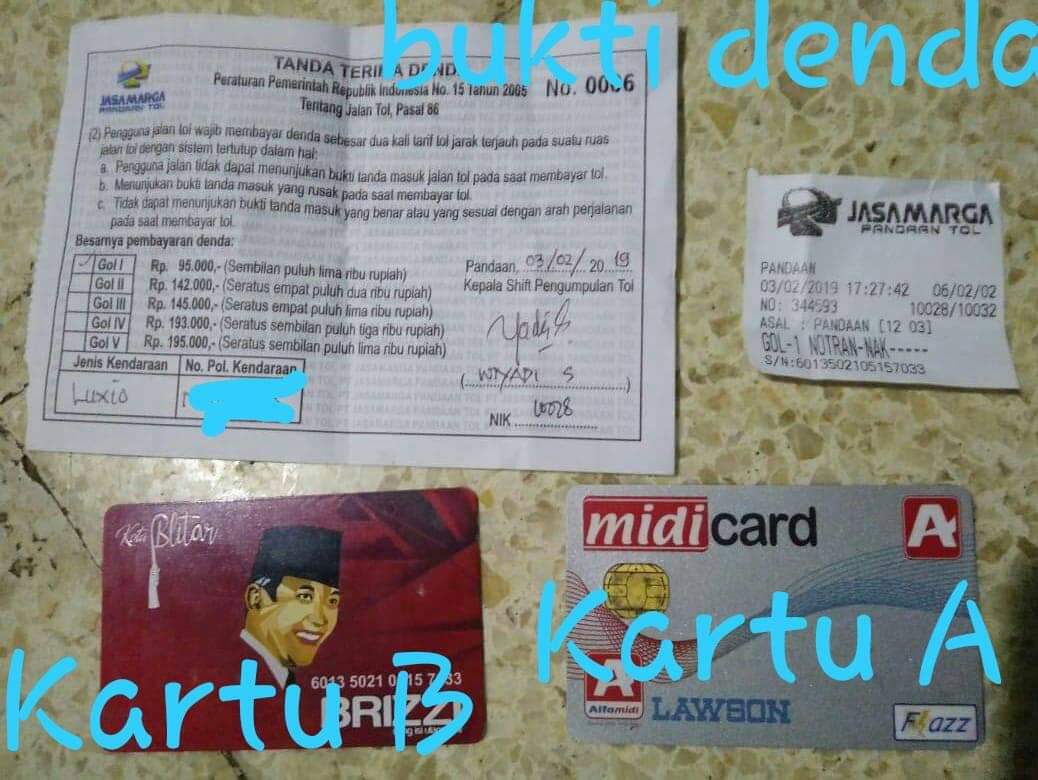 bukti denda
TANDA TERIMA DENDA
Peraturan Pemerintah Republik Indonesia No. 15 Tahun 2005
No. 0006
Tentang Jalan Tol, Pasal 86
JASAMARGA
PANDAAN TOL
(2) Pengguna jalan tol wajib membayar denda sebesar dua kali tarif tol jarak terjauh pada suatu ruas
jalan tol dengan sistem tertutup dalam hal:
a. Pengguna jalan tidak dapat menunjukan bukti tanda masuk jalan tol pada saat membayar tol.
b. Menunjukan bukti tanda masuk yang rusak pada saat membayar tol.
c. Tidak dapat menunjukan bukti tanda masuk yang benar atau yang sesuai dengan arah perjalanan
pada saat membayar tol.
Besarnya pembayaran denda:
Gol I Rp. 95.000,- (Sembilan puluh lima ribu rupiah)
Gol II Rp. 142.000,- (Seratus empat puluh dua ribu rupiah)
Gol III Rp. 145.000,- (Seratus empat puluh lima ribu rupiah)
Gol IV Rp. 193.000,- (Seratus sembilan puluh tiga ribu rupiah)
Gol V Rp. 195.000,- (Seratus sembilan puluh lima ribu rupiah)
Pandaan, 03/02/ 2019
Kepala Shift Pengumpulan Tol
(WIYADI S)
NIK 10028
Jenis Kendaraan No. Pol. Kendaraan
Luxio
JASAMARGA
PANDAAN TOL
PANDAAN
03/02/2019 17:27:42 06/02/02
NO: 344593 10028/10032
ASAL : PANDAAN [12 03]
GOL-1 NOTRAN-NAK-----
S/N:6013502105157033
Kota Blitar
6013 5021
BRIZZI
Kartu B
midi card
A
Kartu A
A
Alfamidi
LAWSON
Flazz